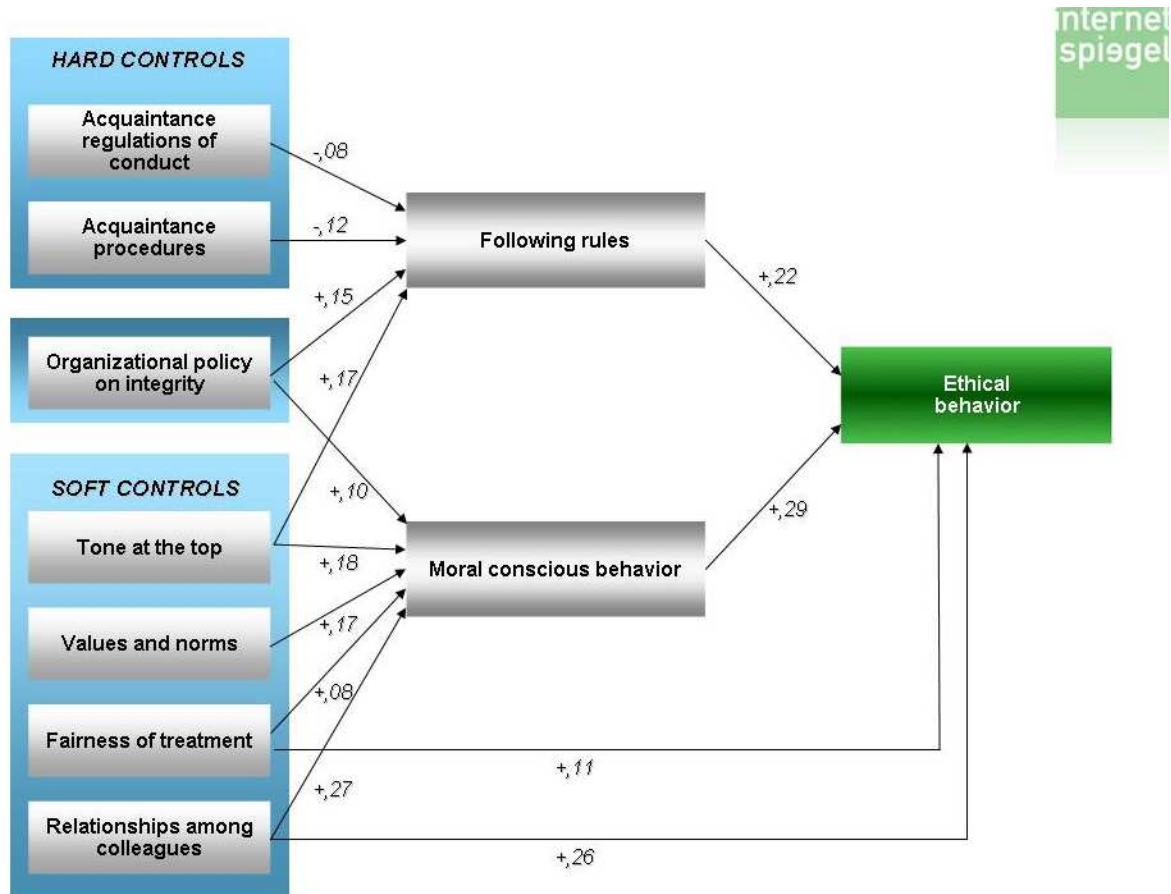 internet
spiegel
HARD CONTROLS
Acquaintance
regulations of
conduct
-,08
Acquaintance
procedures
-,12
Following rules
+,22
+,15
Organizational policy
on integrity
+,17
Ethical
behavior
+,10
SOFT CONTROLS
Tone at the top
+,18
Moral conscious behavior
+,29
Values and norms
+,17
+,08
Fairness of treatment
+,11
+,27
Relationships among
colleagues
+,26